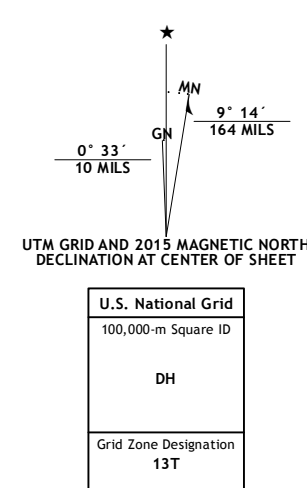 ★
MN
GN
9° 14´
164 MILS
0° 33´
10 MILS
UTM GRID AND 2015 MAGNETIC NORTH
DECLINATION AT CENTER OF SHEET
U.S. National Grid
100,000-m Square ID
DH
Grid Zone Designation
13T